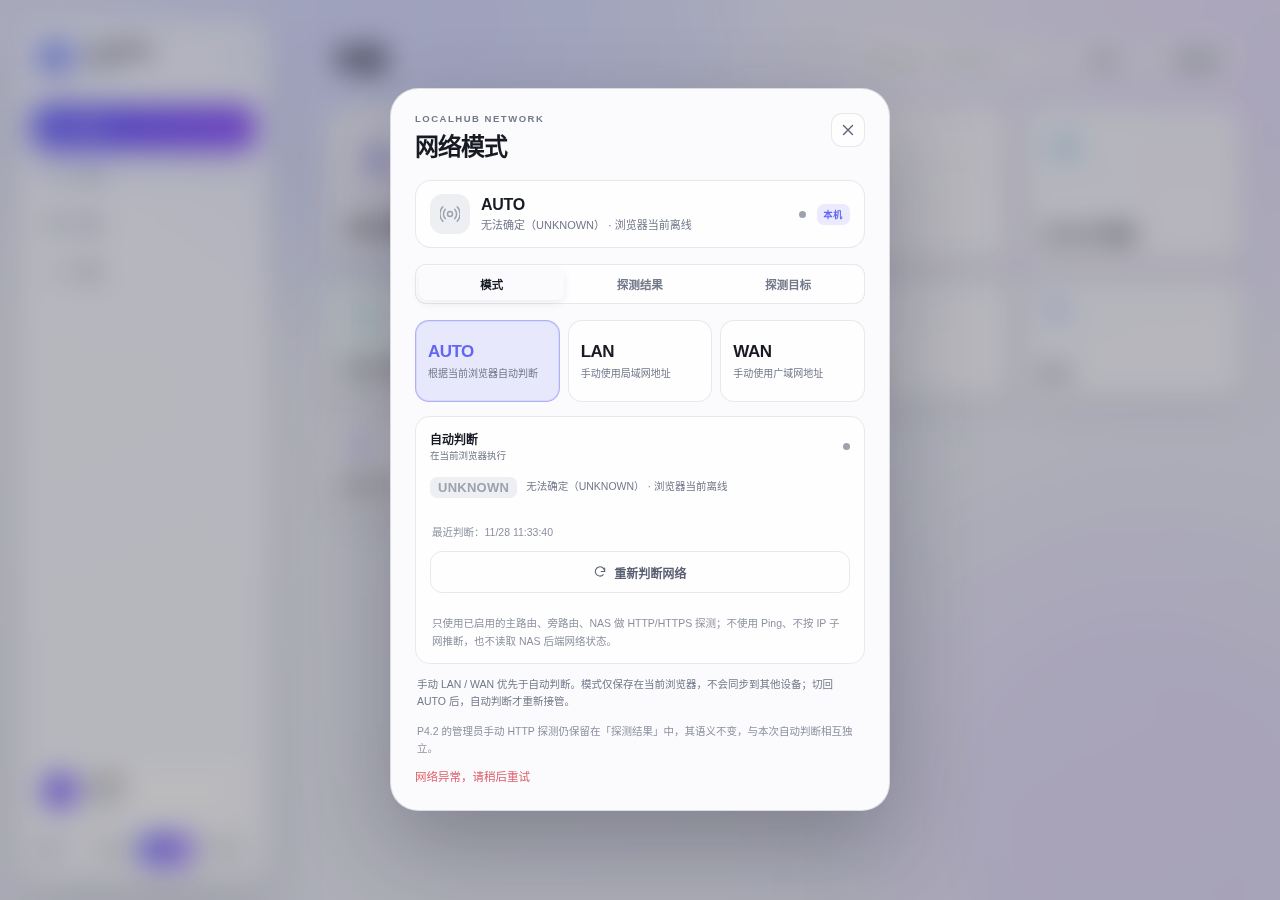 LOCALHUB NETWORK
网络模式
AUTO
无法确定（UNKNOWN） · 浏览器当前离线
本机
模式
探测结果
探测目标
AUTO
根据当前浏览器自动判断
LAN
手动使用局域网地址
WAN
手动使用广域网地址
自动判断
在当前浏览器执行
UNKNOWN
无法确定（UNKNOWN） · 浏览器当前离线
最近判断：11/28 11:33:40
重新判断网络
只使用已启用的主路由、旁路由、NAS 做 HTTP/HTTPS 探测；不使用 Ping、不按 IP 子
网推断，也不读取 NAS 后端网络状态。
手动 LAN / WAN 优先于自动判断。模式仅保存在当前浏览器，不会同步到其他设备；切回
AUTO 后，自动判断才重新接管。
P4.2 的管理员手动 HTTP 探测仍保留在「探测结果」中，其语义不变，与本次自动判断相互独
立。
网络异常，请稍后重试